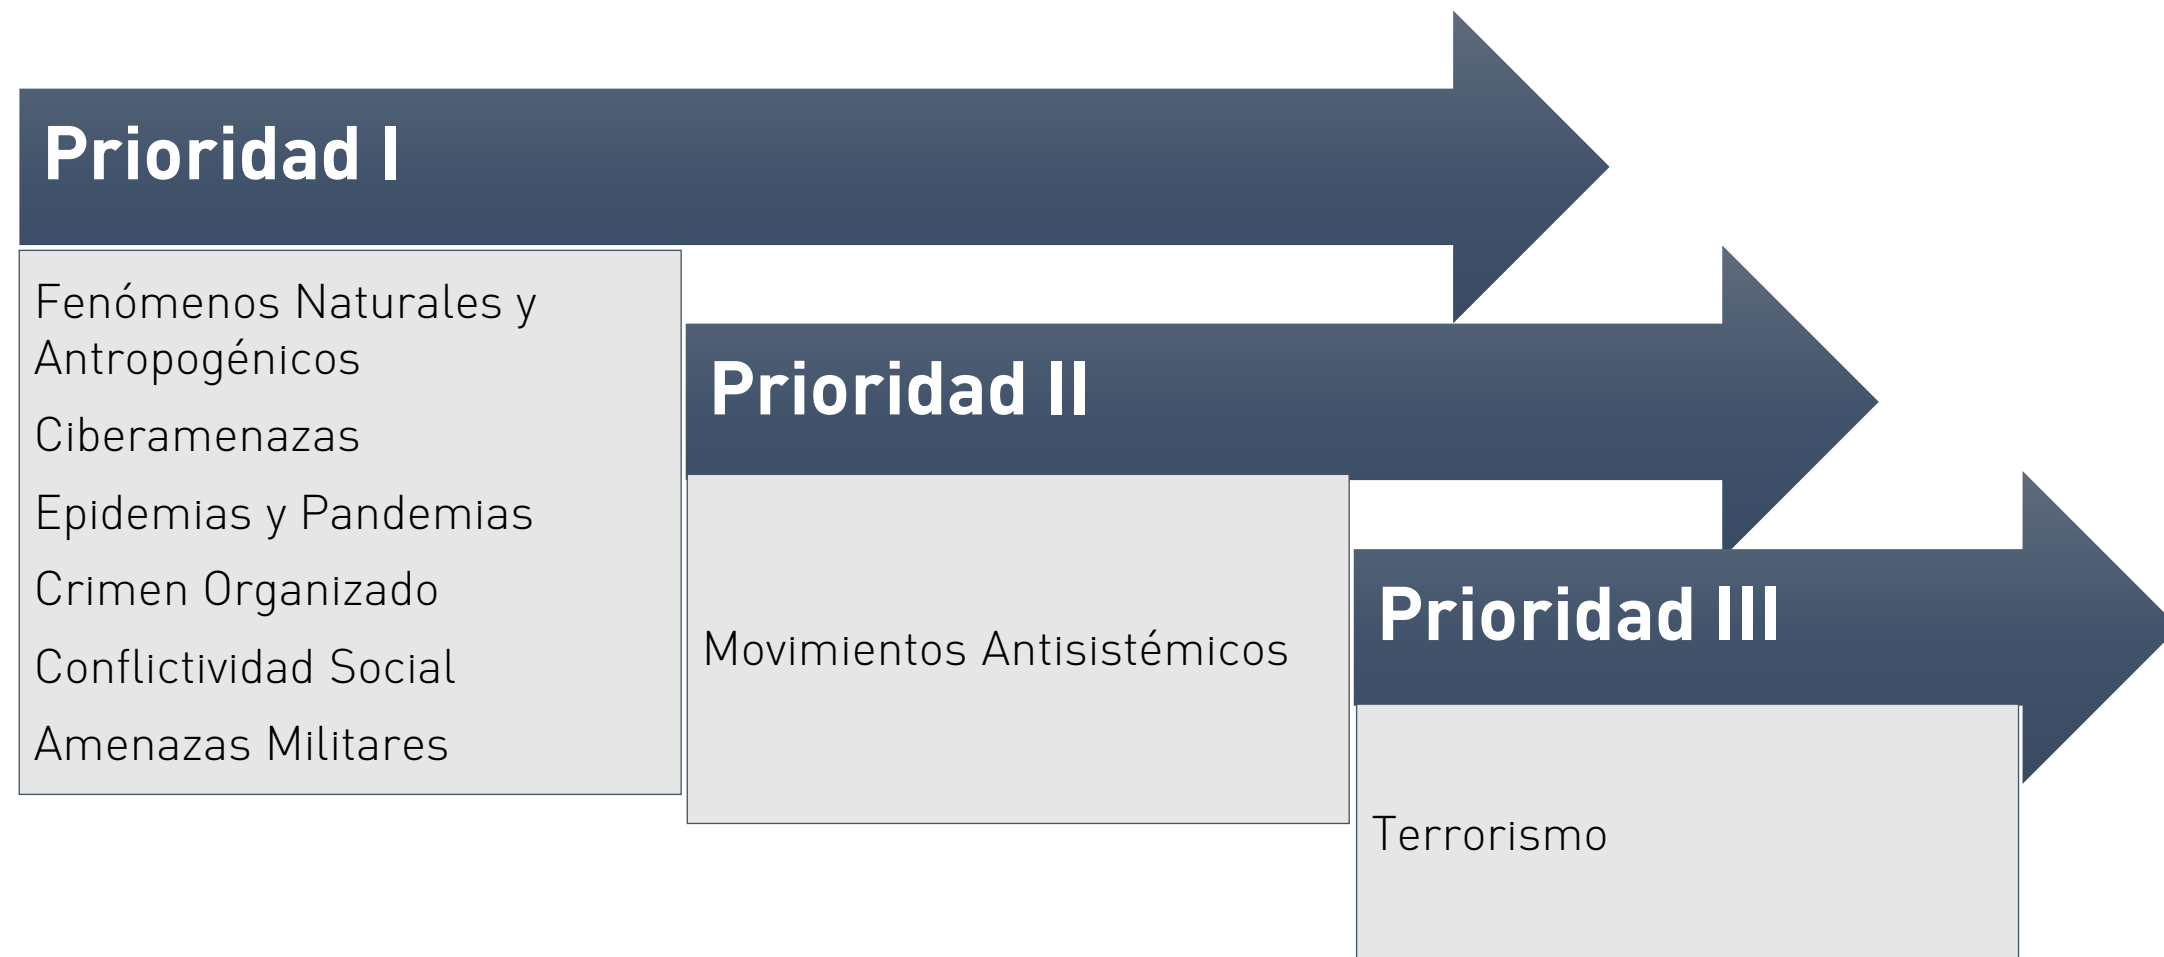 Prioridad I
Fenómenos Naturales y
Antropogénicos
Ciberamenazas
Epidemias y Pandemias
Crimen Organizado
Conflictividad Social
Amenazas Militares
Prioridad II
Movimientos Antisistémicos
Prioridad III
Terrorismo